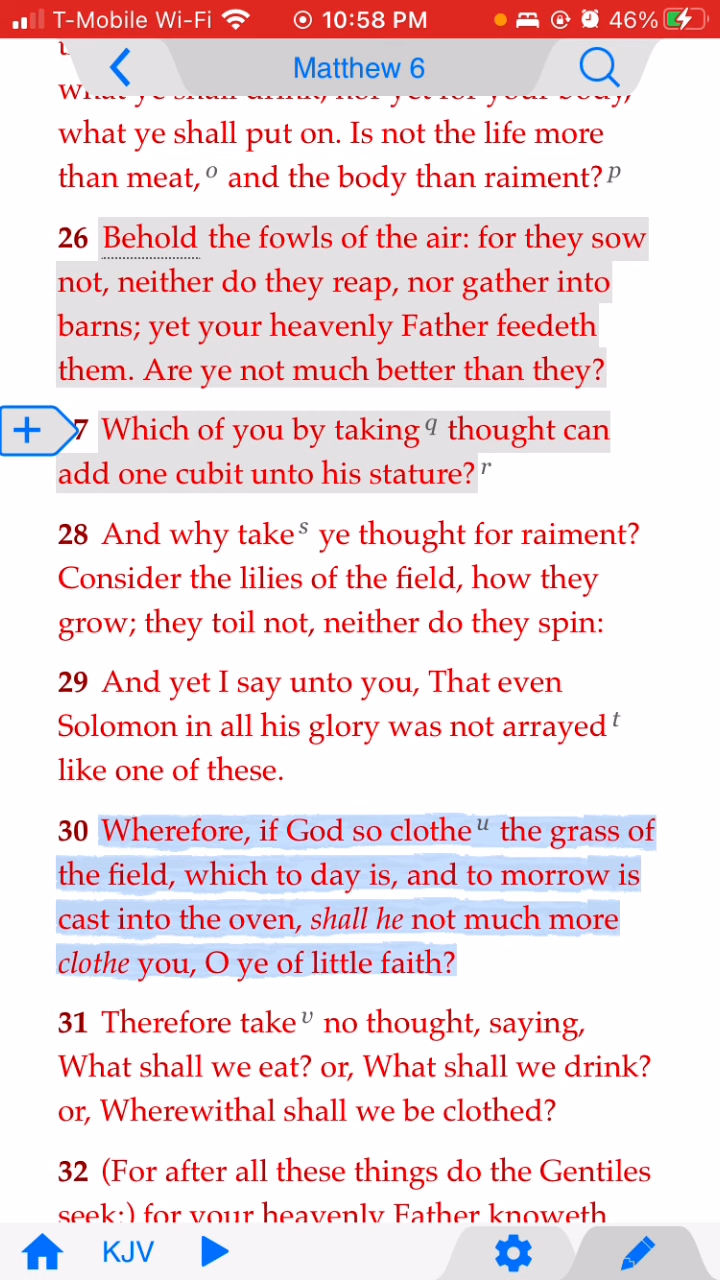 T-Mobile Wi-Fi 10:58 PM 46%
Matthew 6
what ye shall put on. Is not the life more
than meat, o and the body than raiment? p
26 Behold the fowls of the air: for they sow
not, neither do they reap, nor gather into
barns; yet your heavenly Father feedeth
them. Are ye not much better than they?
7 Which of you by taking q thought can
add one cubit unto his stature? r
28 And why take s ye thought for raiment?
Consider the lilies of the field, how they
grow; they toil not, neither do they spin:
29 And yet I say unto you, That even
Solomon in all his glory was not arrayed t
like one of these.
30 Wherefore, if God so clothe u the grass of
the field, which to day is, and to morrow is
cast into the oven, shall he not much more
clothe you, O ye of little faith?
31 Therefore take v no thought, saying,
What shall we eat? or, What shall we drink?
or, Wherewithal shall we be clothed?
32 (For after all these things do the Gentiles
seek:) for your heavenly Father knoweth
KJV